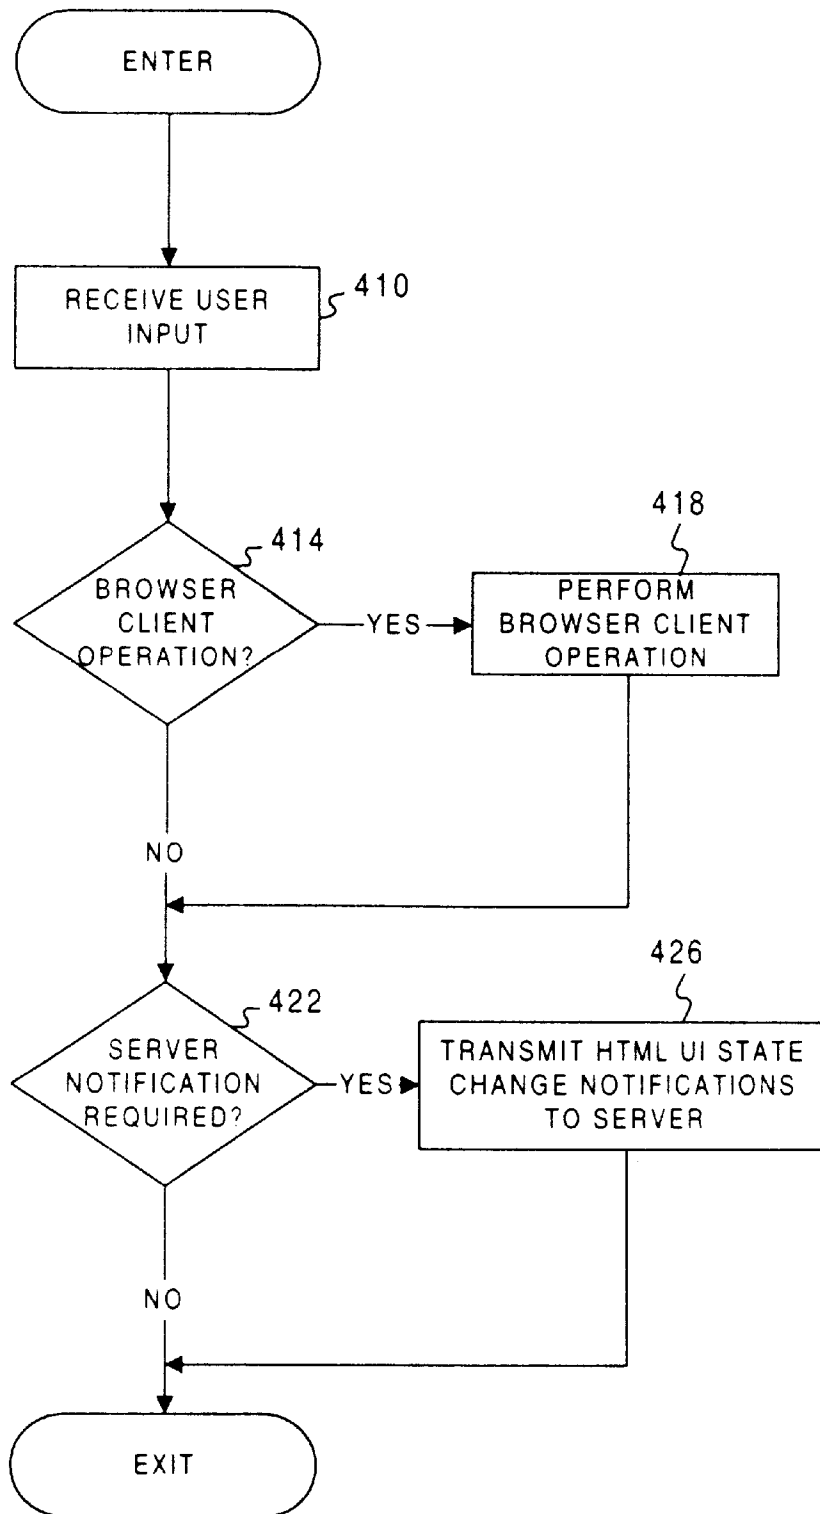 ENTER
RECEIVE USER
INPUT
410
BROWSER
CLIENT
OPERATION?
414
YES
418
PERFORM
BROWSER CLIENT
OPERATION
NO
SERVER
NOTIFICATION
REQUIRED?
422
YES
426
TRANSMIT HTML UI STATE
CHANGE NOTIFICATIONS
TO SERVER
NO
EXIT